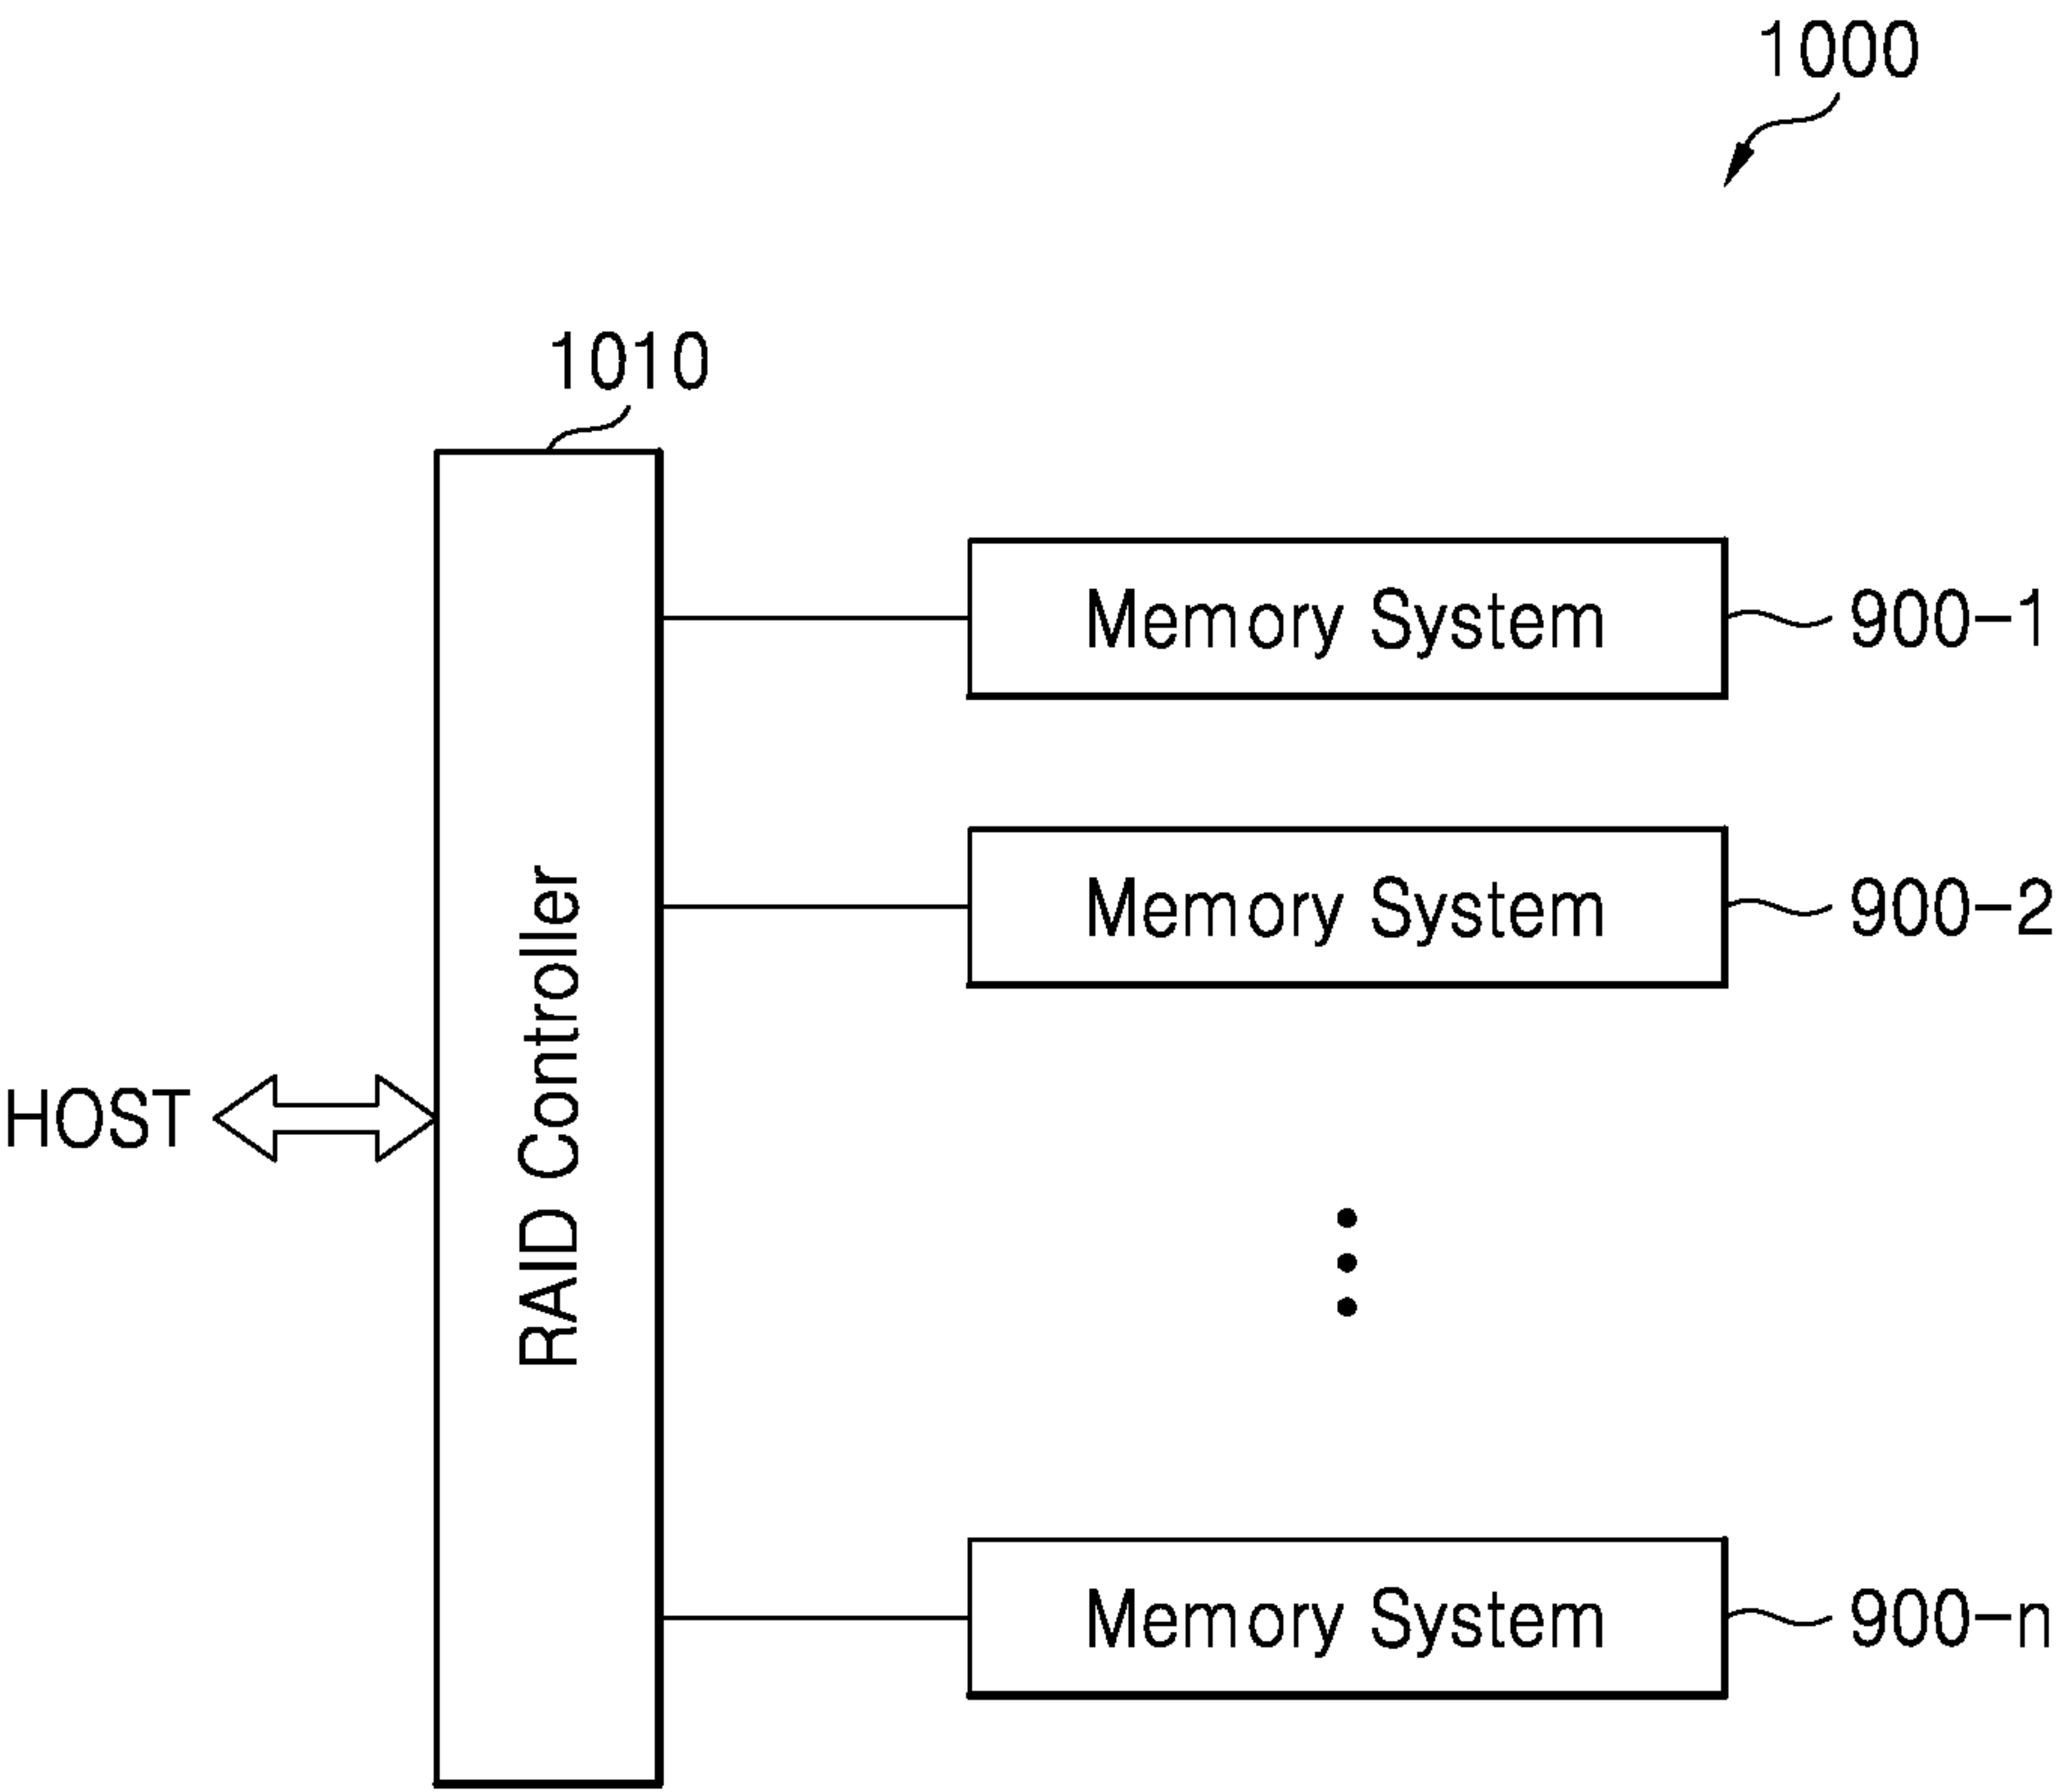 1000
1010
Memory System
900-1
Memory System
900-2
RAID Controller
HOST
Memory System
900-n